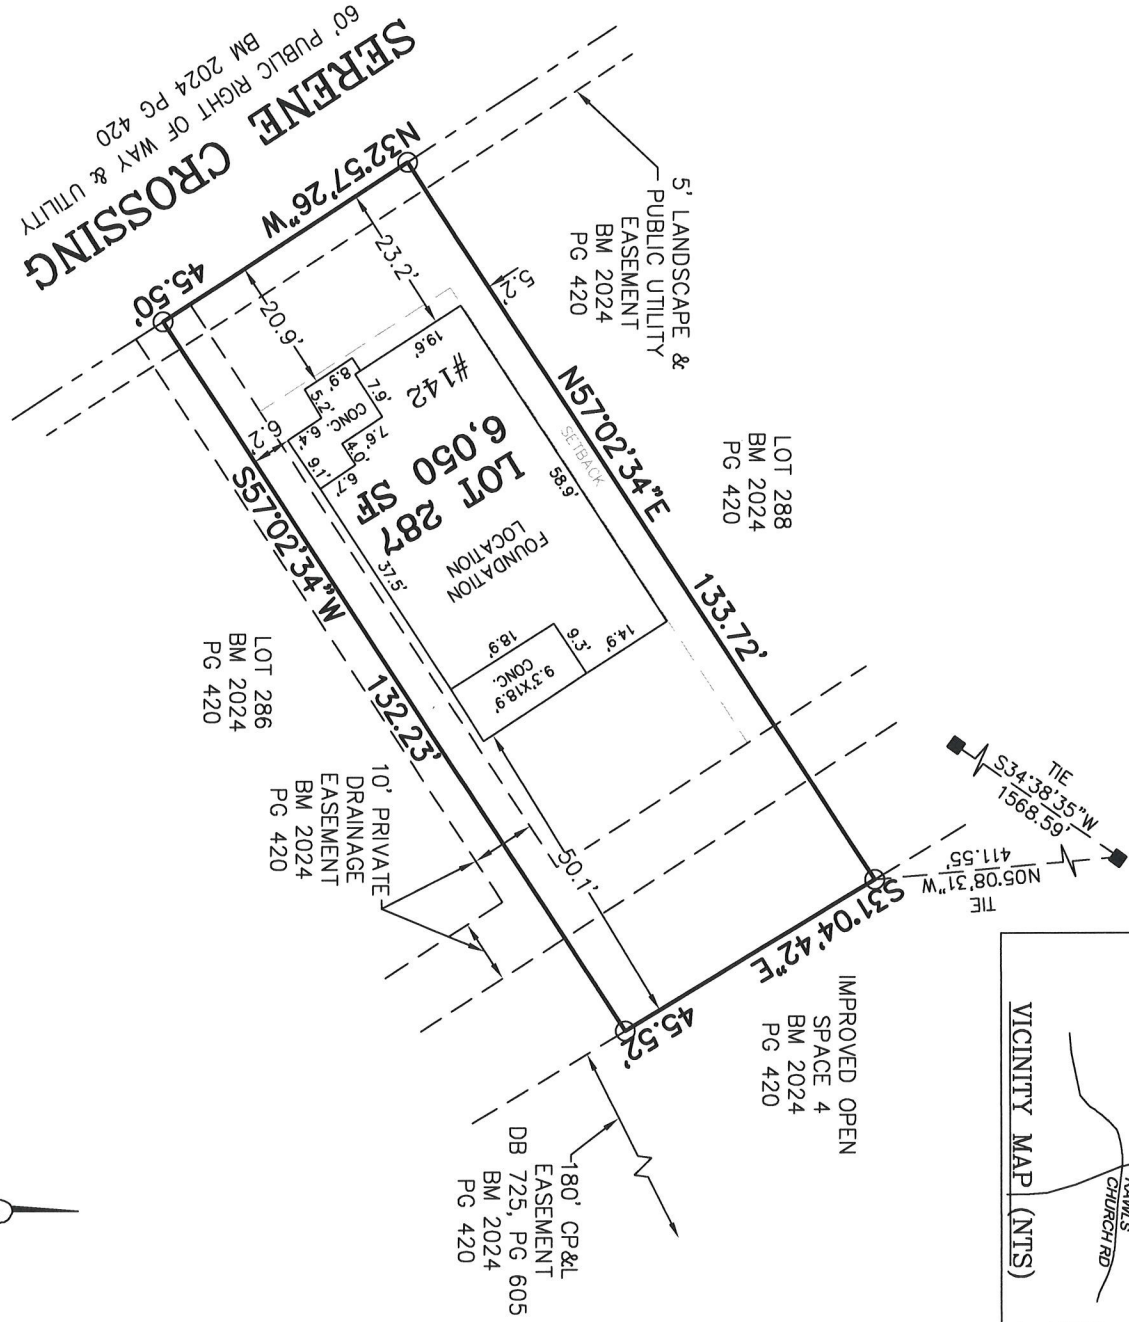 SERENE CROSSING
60' PUBLIC RIGHT OF WAY & UTILITY
BM 2024 PG 420
N32°57'26"W
45.50'
5' LANDSCAPE &
PUBLIC UTILITY
EASEMENT
BM 2024
PG 420
23.2'
20.9'
5.2'
N57°02'34"E
133.72'
SETBACK
LOT 288
BM 2024
PG 420
19.6'
58.9'
#142
LOT 287
6,050 SF
FOUNDATION
LOCATION
8.9'
7.9'
5.2'
CONC.
7.6'
4.0'
6.4'
9.1'
6.7'
6.2'
37.5'
18.9'
9.3'
14.9'
9.3'X18.9'
CONC.
S57°02'34"W
132.23'
LOT 286
BM 2024
PG 420
10' PRIVATE
DRAINAGE
EASEMENT
BM 2024
PG 420
50.1'
S31°04'42"E
45.52'
TIE
S34°38'35"W
1568.59'
N05°08'31"W
411.55'
TIE
IMPROVED OPEN
SPACE 4
BM 2024
PG 420
180' CP&L
EASEMENT
DB 725, PG 605
BM 2024
PG 420
CHURCH RD
VICINITY MAP (NTS)